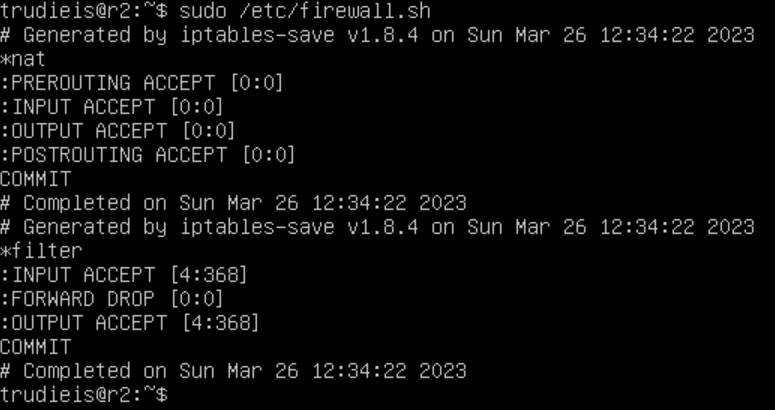 trudieis@r2:~$ sudo /etc/firewall.sh
# Generated by iptables-save v1.8.4 on Sun Mar 26 12:34:22 2023
*nat
:PREROUTING ACCEPT [0:0]
:INPUT ACCEPT [0:0]
:OUTPUT ACCEPT [0:0]
:POSTROUTING ACCEPT [0:0]
COMMIT
# Completed on Sun Mar 26 12:34:22 2023
# Generated by iptables-save v1.8.4 on Sun Mar 26 12:34:22 2023
*filter
:INPUT ACCEPT [4:368]
:FORWARD DROP [0:0]
:OUTPUT ACCEPT [4:368]
COMMIT
# Completed on Sun Mar 26 12:34:22 2023
trudieis@r2:~$